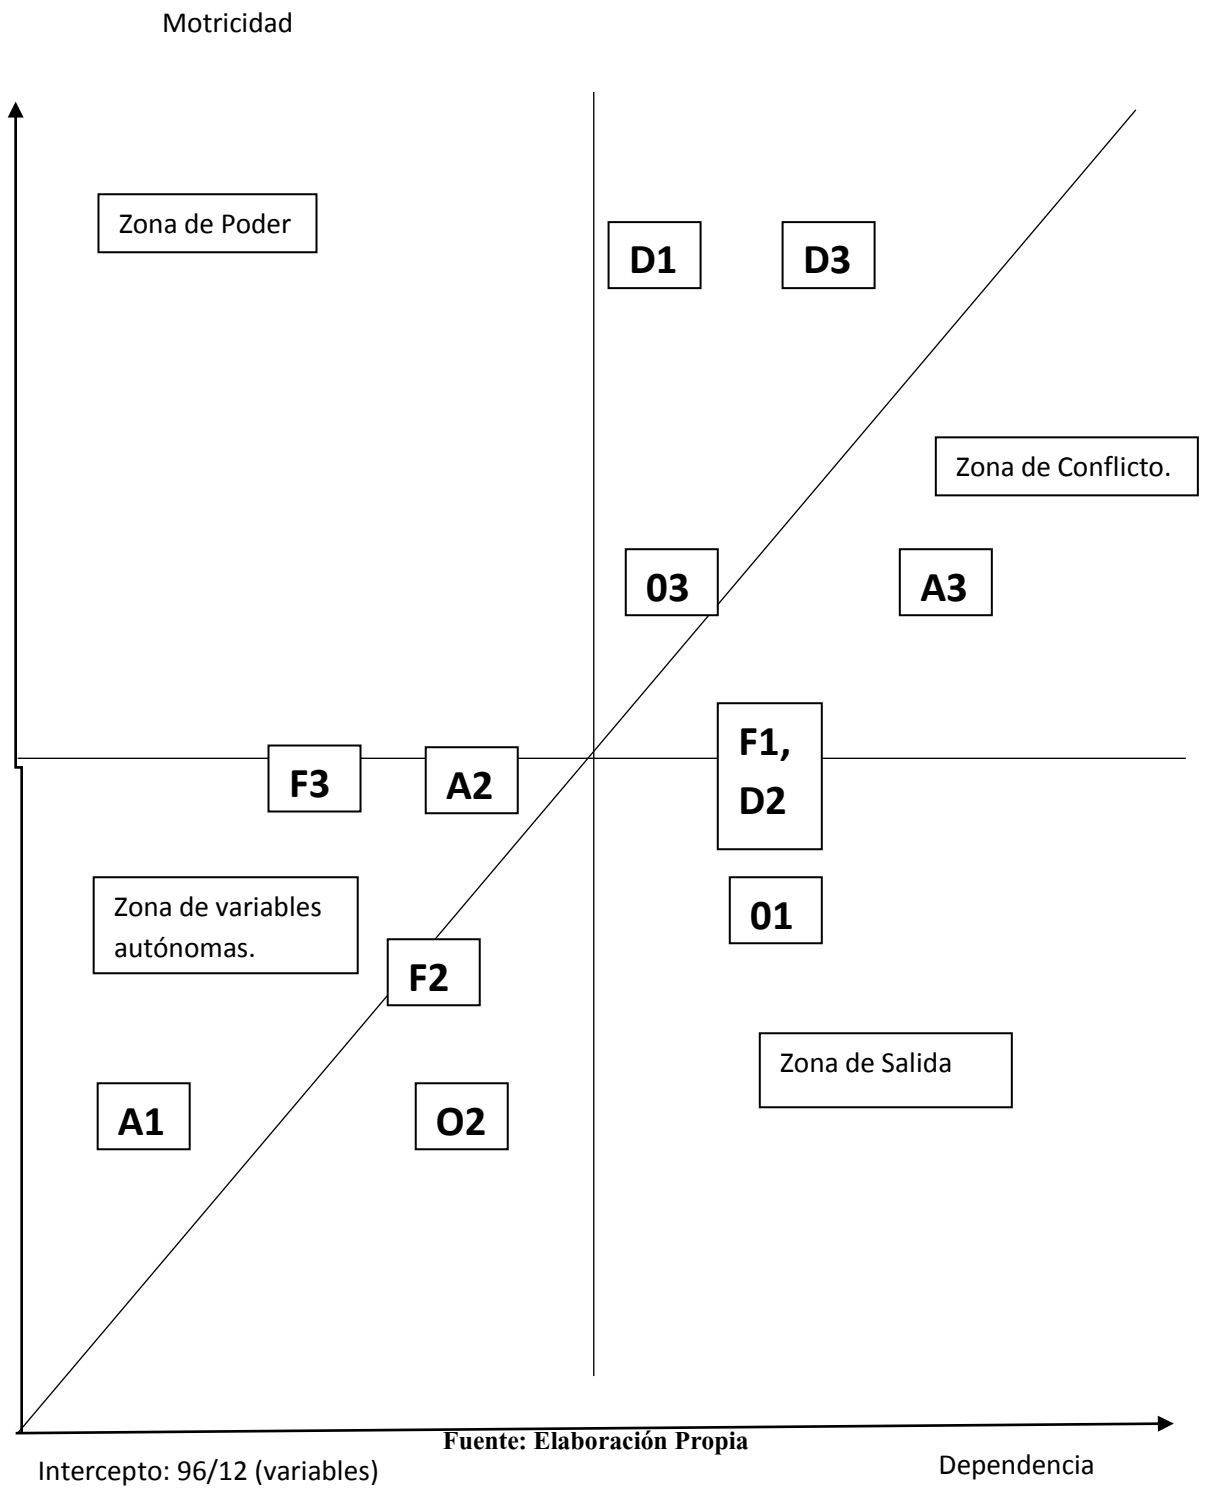 Motricidad
Zona de Poder
D1
D3
Zona de Conflicto.
03
A3
F1,
D2
F3
A2
Zona de variables
autónomas.
01
F2
Zona de Salida
A1
O2
Fuente: Elaboración Propia
Intercepto: 96/12 (variables)
Dependencia